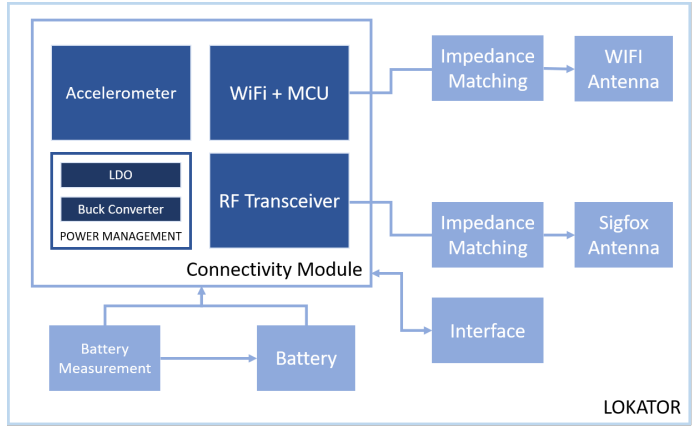 Accelerometer
WiFi + MCU
Impedance
Matching
WIFI
Antenna
LDO
Buck Converter
POWER MANAGEMENT
RF Transceiver
Impedance
Matching
Sigfox
Antenna
Connectivity Module
Interface
Battery
Measurement
Battery
LOKATOR